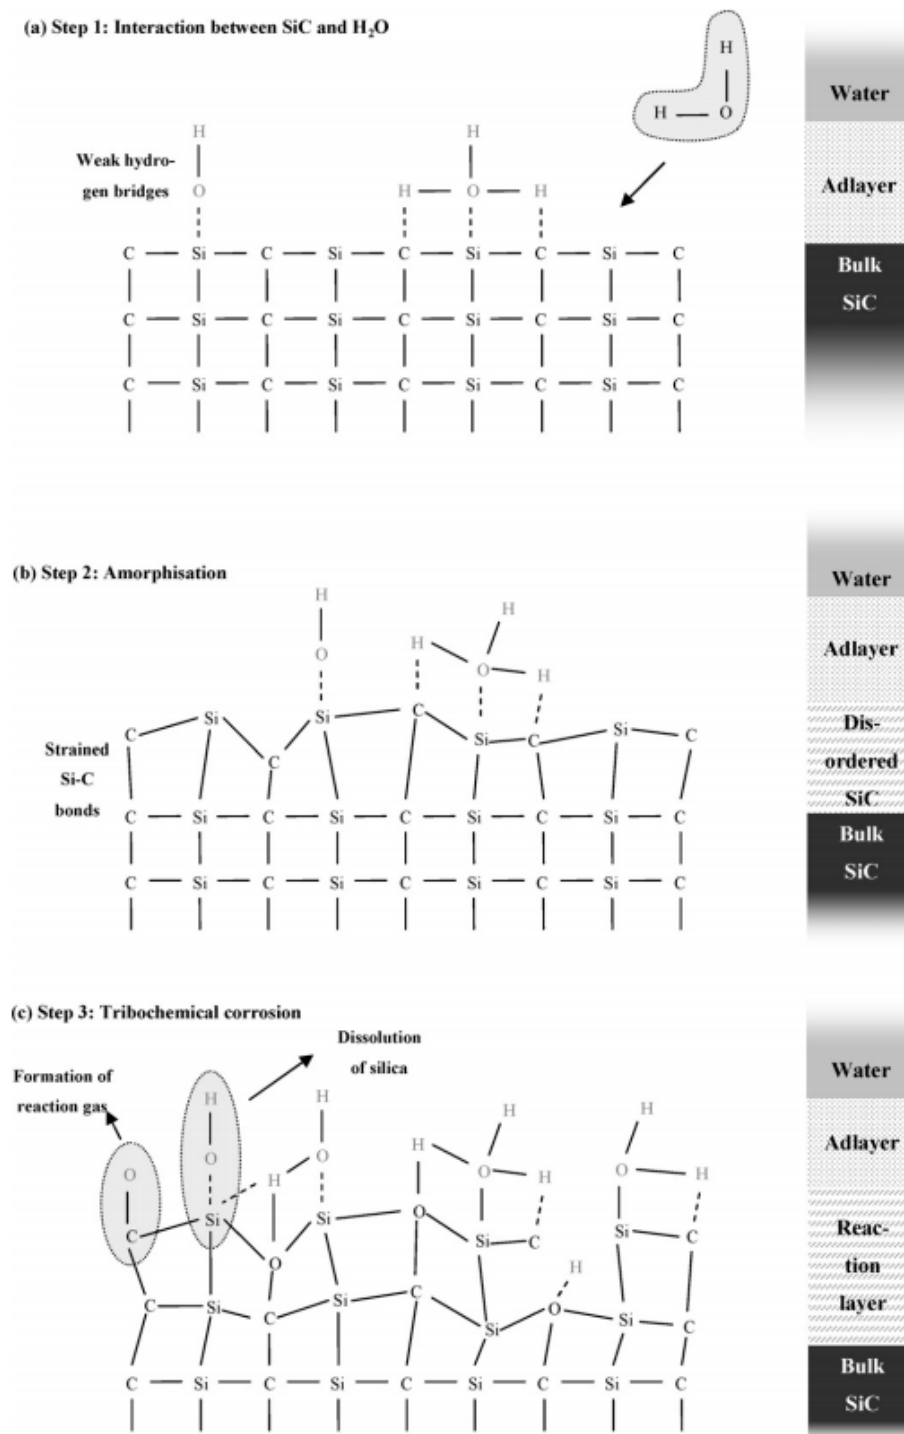 (a) Step 1: Interaction between SiC and H₂O
H
H O
Water
H
Weak hydro-
gen bridges
O
H
H O H
Adlayer
C Si C Si C Si C Si C
Bulk
SiC
C Si C Si C Si C Si C
C Si C Si C Si C Si C
(b) Step 2: Amorphisation
Water
H
O
H
H
O
H
Adlayer
C Si C Si C Si C Si C
Strained
Si-C
bonds
Dis-
ordered
SiC
C Si C Si C Si C Si C
Bulk
SiC
C Si C Si C Si C Si C
(c) Step 3: Tribochemical corrosion
Dissolution
of silica
Formation of
reaction gas
Water
H
H
H
H
O
O
H
O
H
H
O
H
O
H
Adlayer
C Si O Si O Si C Si C
Reac-
tion
layer
H
C Si C Si C Si O Si C
C Si C Si C Si C Si C
Bulk
SiC